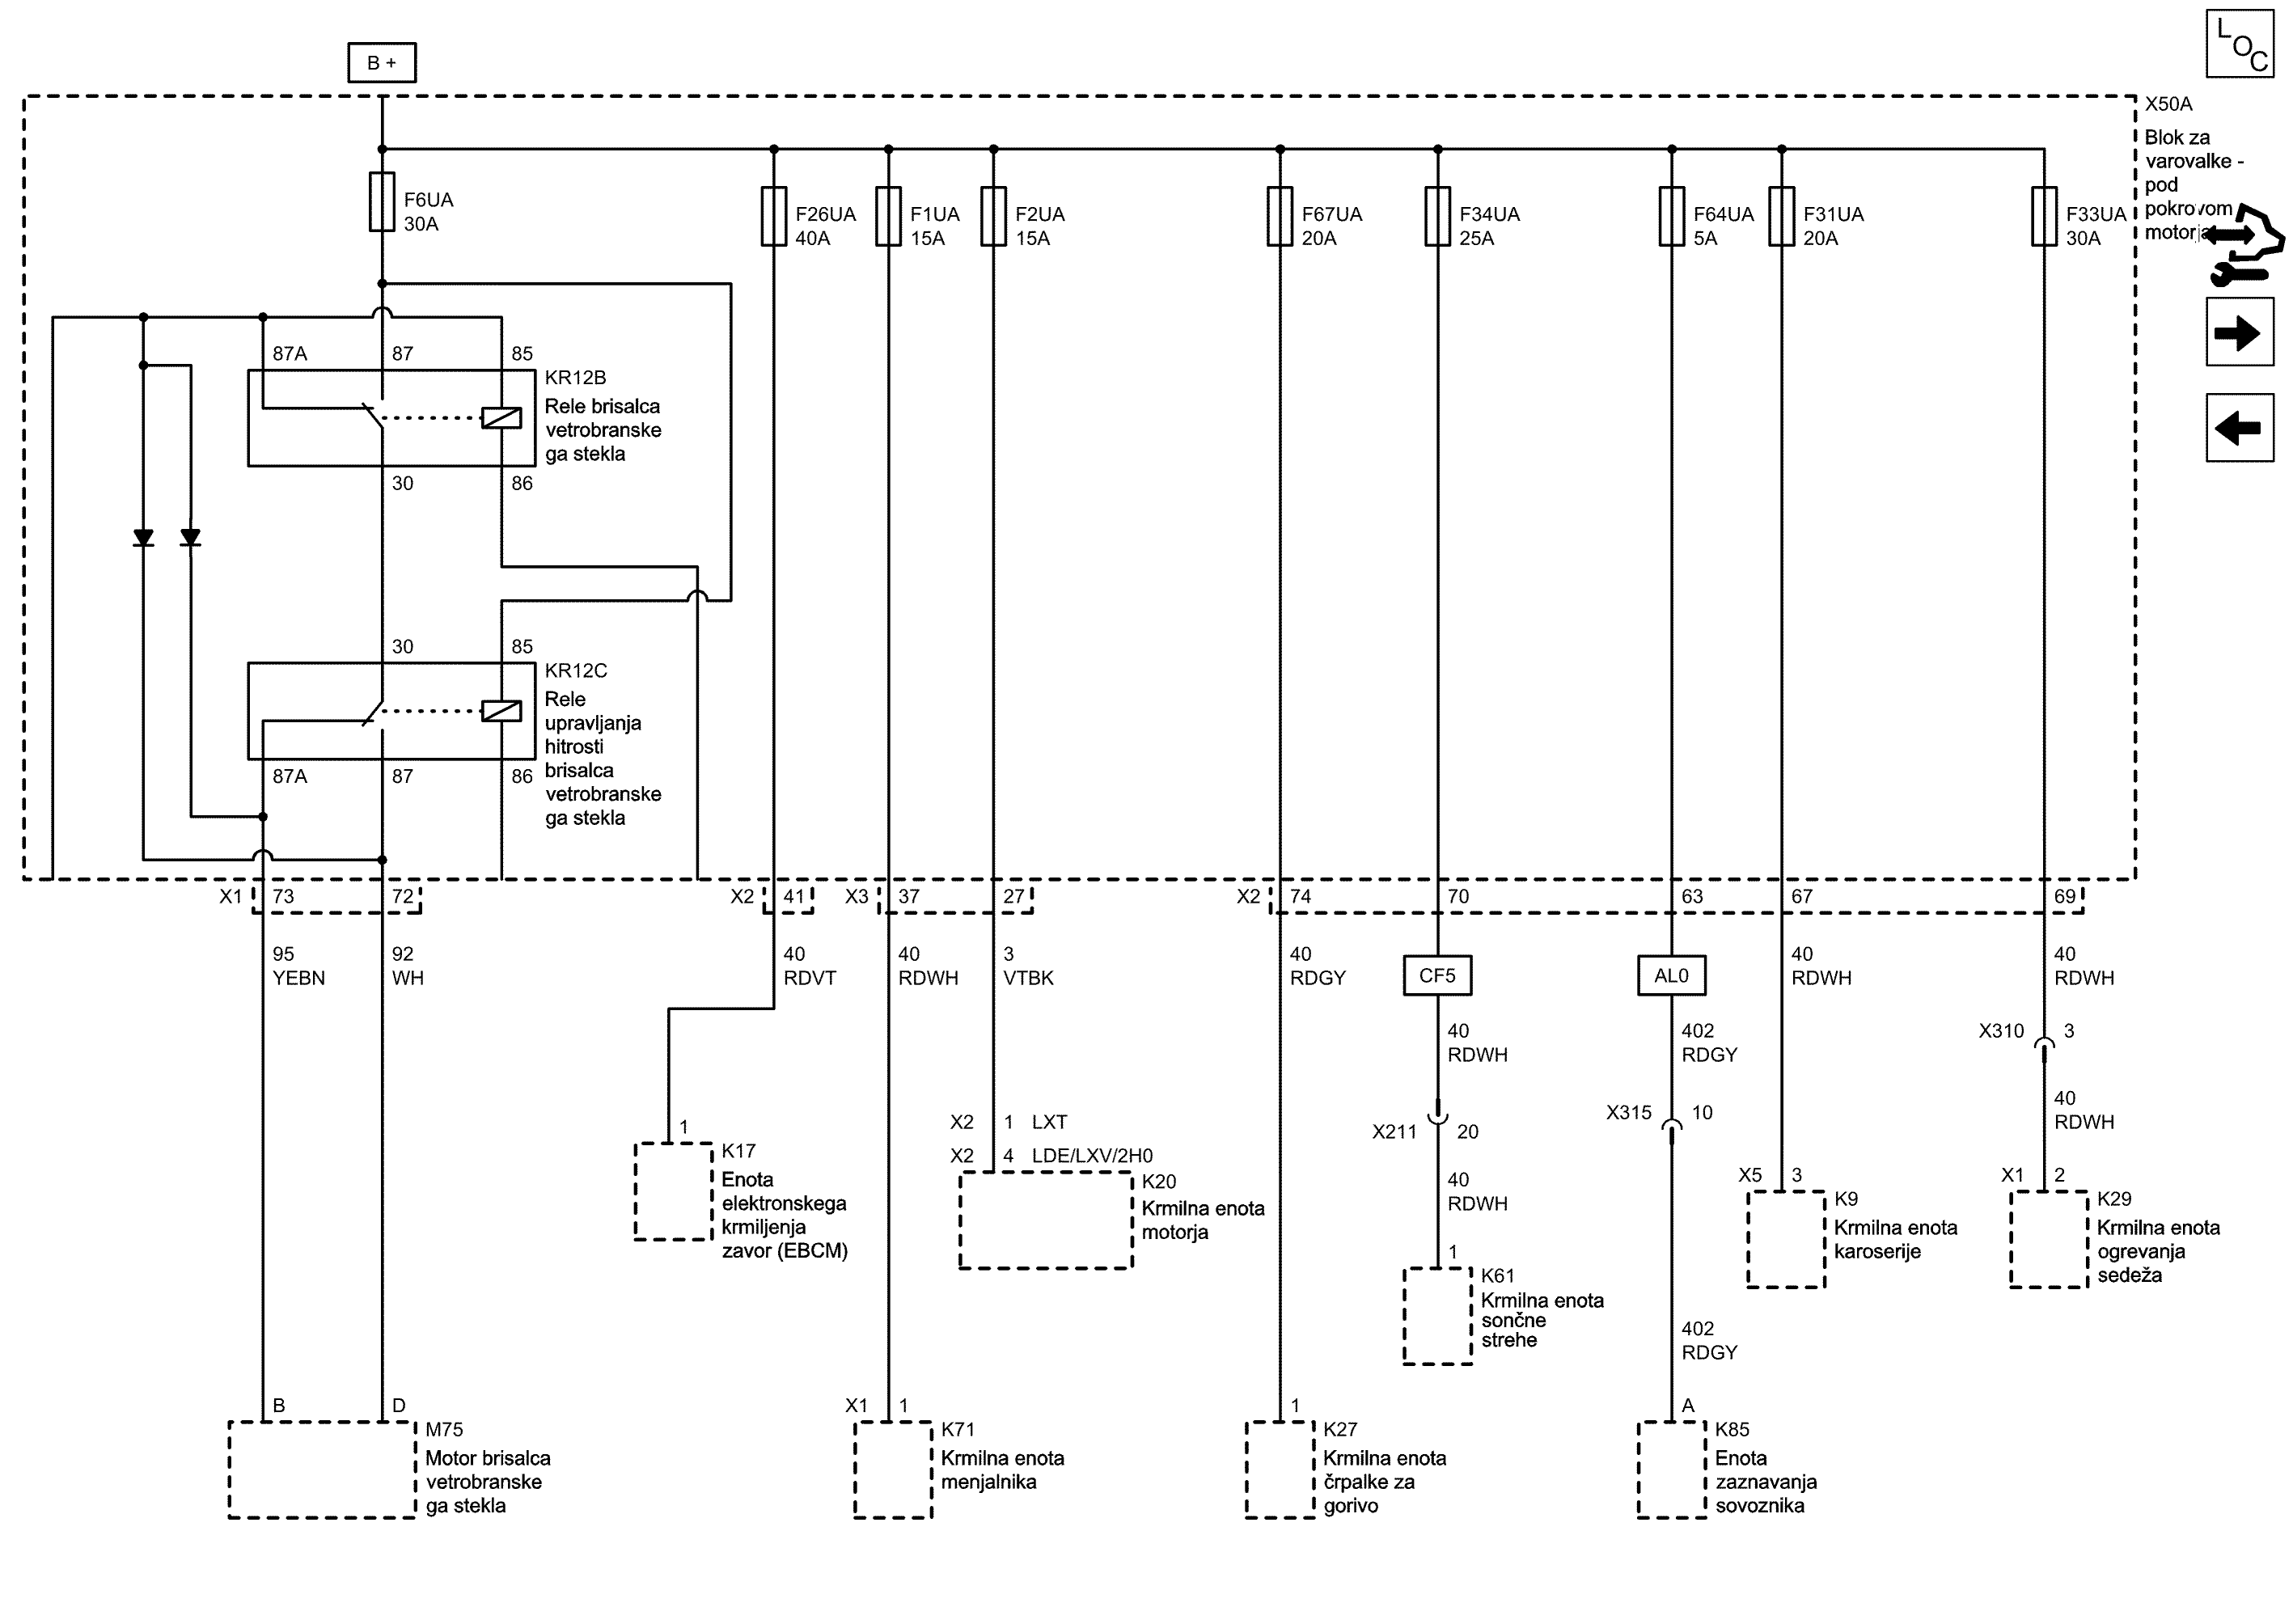 L
O
C
B +
X50A
Blok za
varovalke -
pod
pokrovom
motorja
F6UA
30A
F26UA
40A
F1UA
15A
F2UA
15A
F67UA
20A
F34UA
25A
F64UA
5A
F31UA
20A
F33UA
30A
87A
87
85
KR12B
Rele brisalca
vetrobranske
ga stekla
30
86
30
85
KR12C
Rele
upravljanja
hitrosti
brisalca
vetrobranske
ga stekla
87A
87
86
X1
73
72
X2
41
X3
37
27
X2
74
70
63
67
69
95
YEBN
92
WH
40
RDVT
40
RDWH
3
VTBK
40
RDGY
CF5
AL0
40
RDWH
40
RDWH
40
RDWH
402
RDGY
X310
3
X211
20
X315
10
40
RDWH
X2
1
LXT
X2
4
LDE/LXV/2H0
1
K17
Enota
elektronskega
krmiljenja
zavor (EBCM)
K20
Krmilna enota
motorja
40
RDWH
X5
3
K9
Krmilna enota
karoserije
X1
2
K29
Krmilna enota
ogrevanja
sedeža
1
K61
Krmilna enota
sončne
strehe
402
RDGY
B
D
M75
Motor brisalca
vetrobranske
ga stekla
X1
1
K71
Krmilna enota
menjalnika
1
K27
Krmilna enota
črpalke za
gorivo
A
K85
Enota
zaznavanja
sovoznika